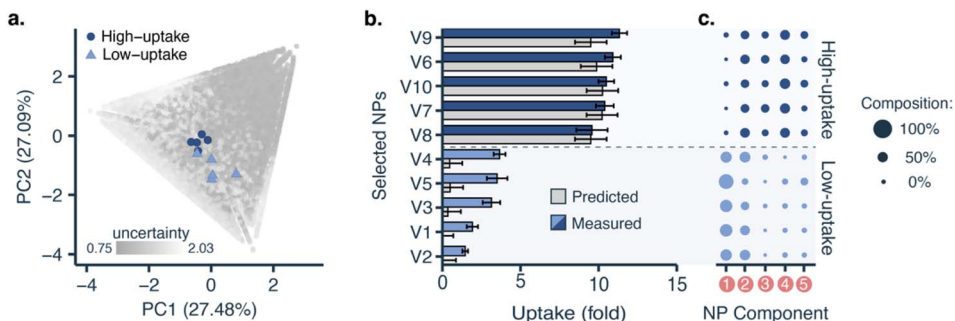 a.
High-uptake
Low-uptake
PC2 (27.09%)
2
0
−2
−4
uncertainty
0.75
2.03
−4
−2
0
2
PC1 (27.48%)
b.
Selected NPs
V9
V6
V10
V7
V8
V4
V5
V3
V1
V2
Predicted
Measured
0
5
10
15
Uptake (fold)
c.
High-uptake
Low-uptake
1 2 3 4 5
NP Component
Composition:
100%
50%
0%